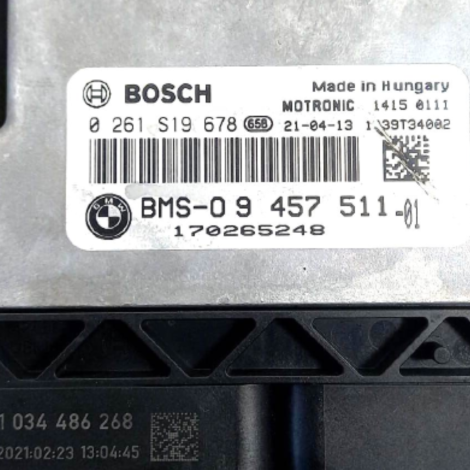 BOSCH
Made in Hungary
MOTRONIC 1415 0111
0 261 S19 678 658 21-04-13
BMW
BMS-O 9 457 511-01
170265248
1 034 486 268
2021:02:23 13:04:45